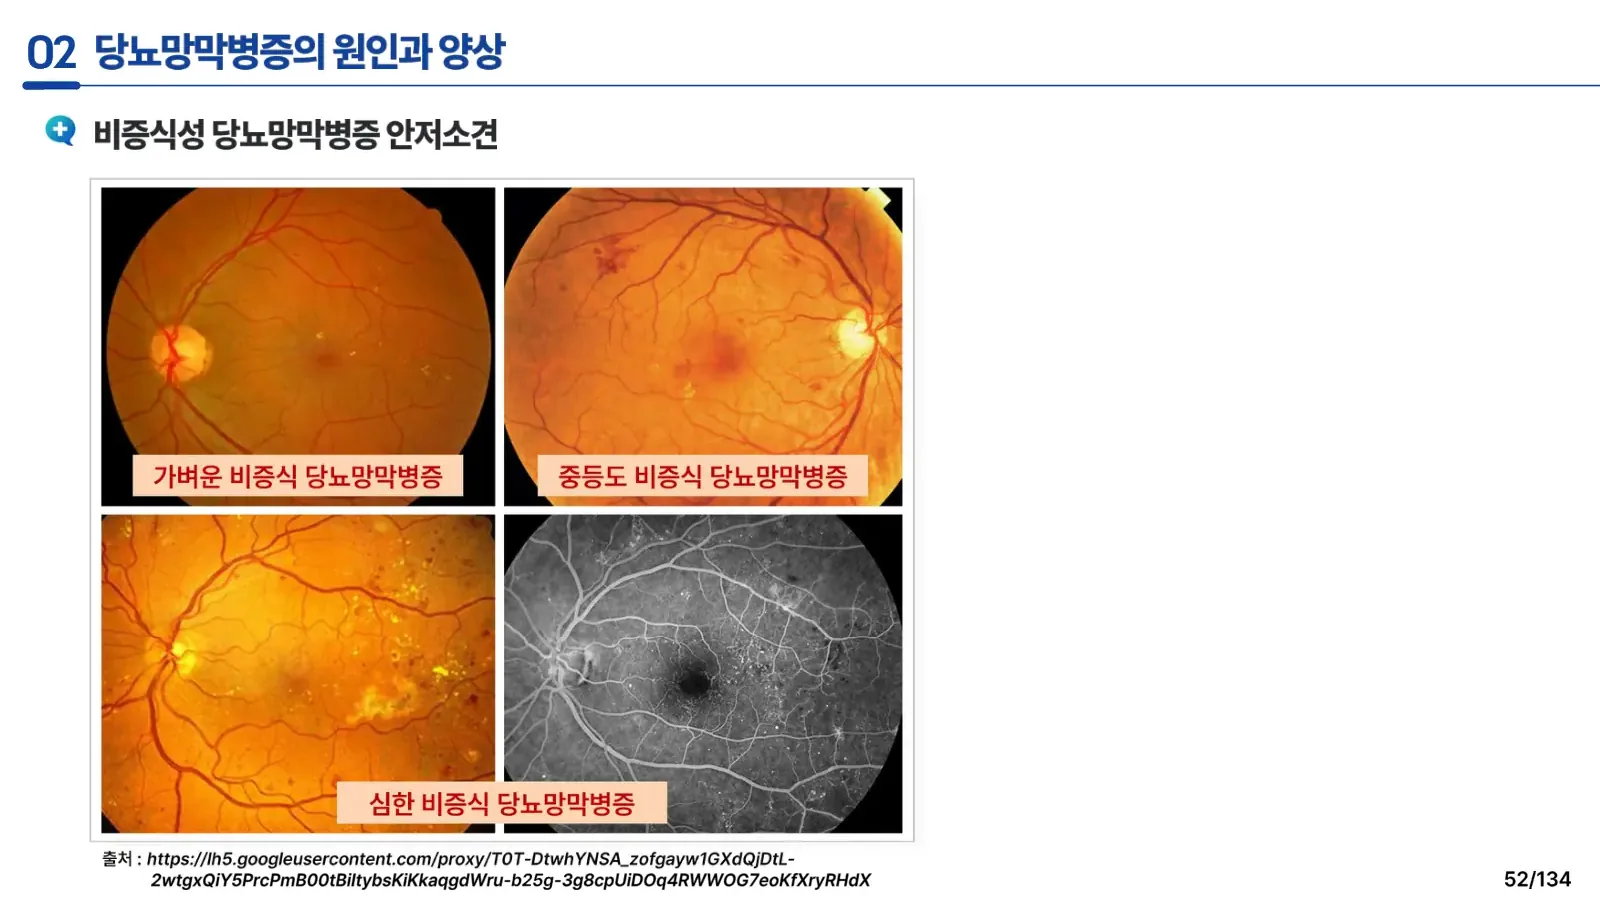 02 당뇨망막병증의 원인과 양상
비증식성 당뇨망막병증 안저소견
가벼운 비증식 당뇨망막병증
중등도 비증식 당뇨망막병증
심한 비증식 당뇨망막병증
출처 : https://lh5.googleusercontent.com/proxy/T0T-DtwhYNSA_zofgayw1GXdQjDtL-
2wtgxQiY5PrcPmB00tBiltybsKiKkaqgdWru-b25g-3g8cpUiDOq4RWWOG7eoKfXryRHdX
52/134